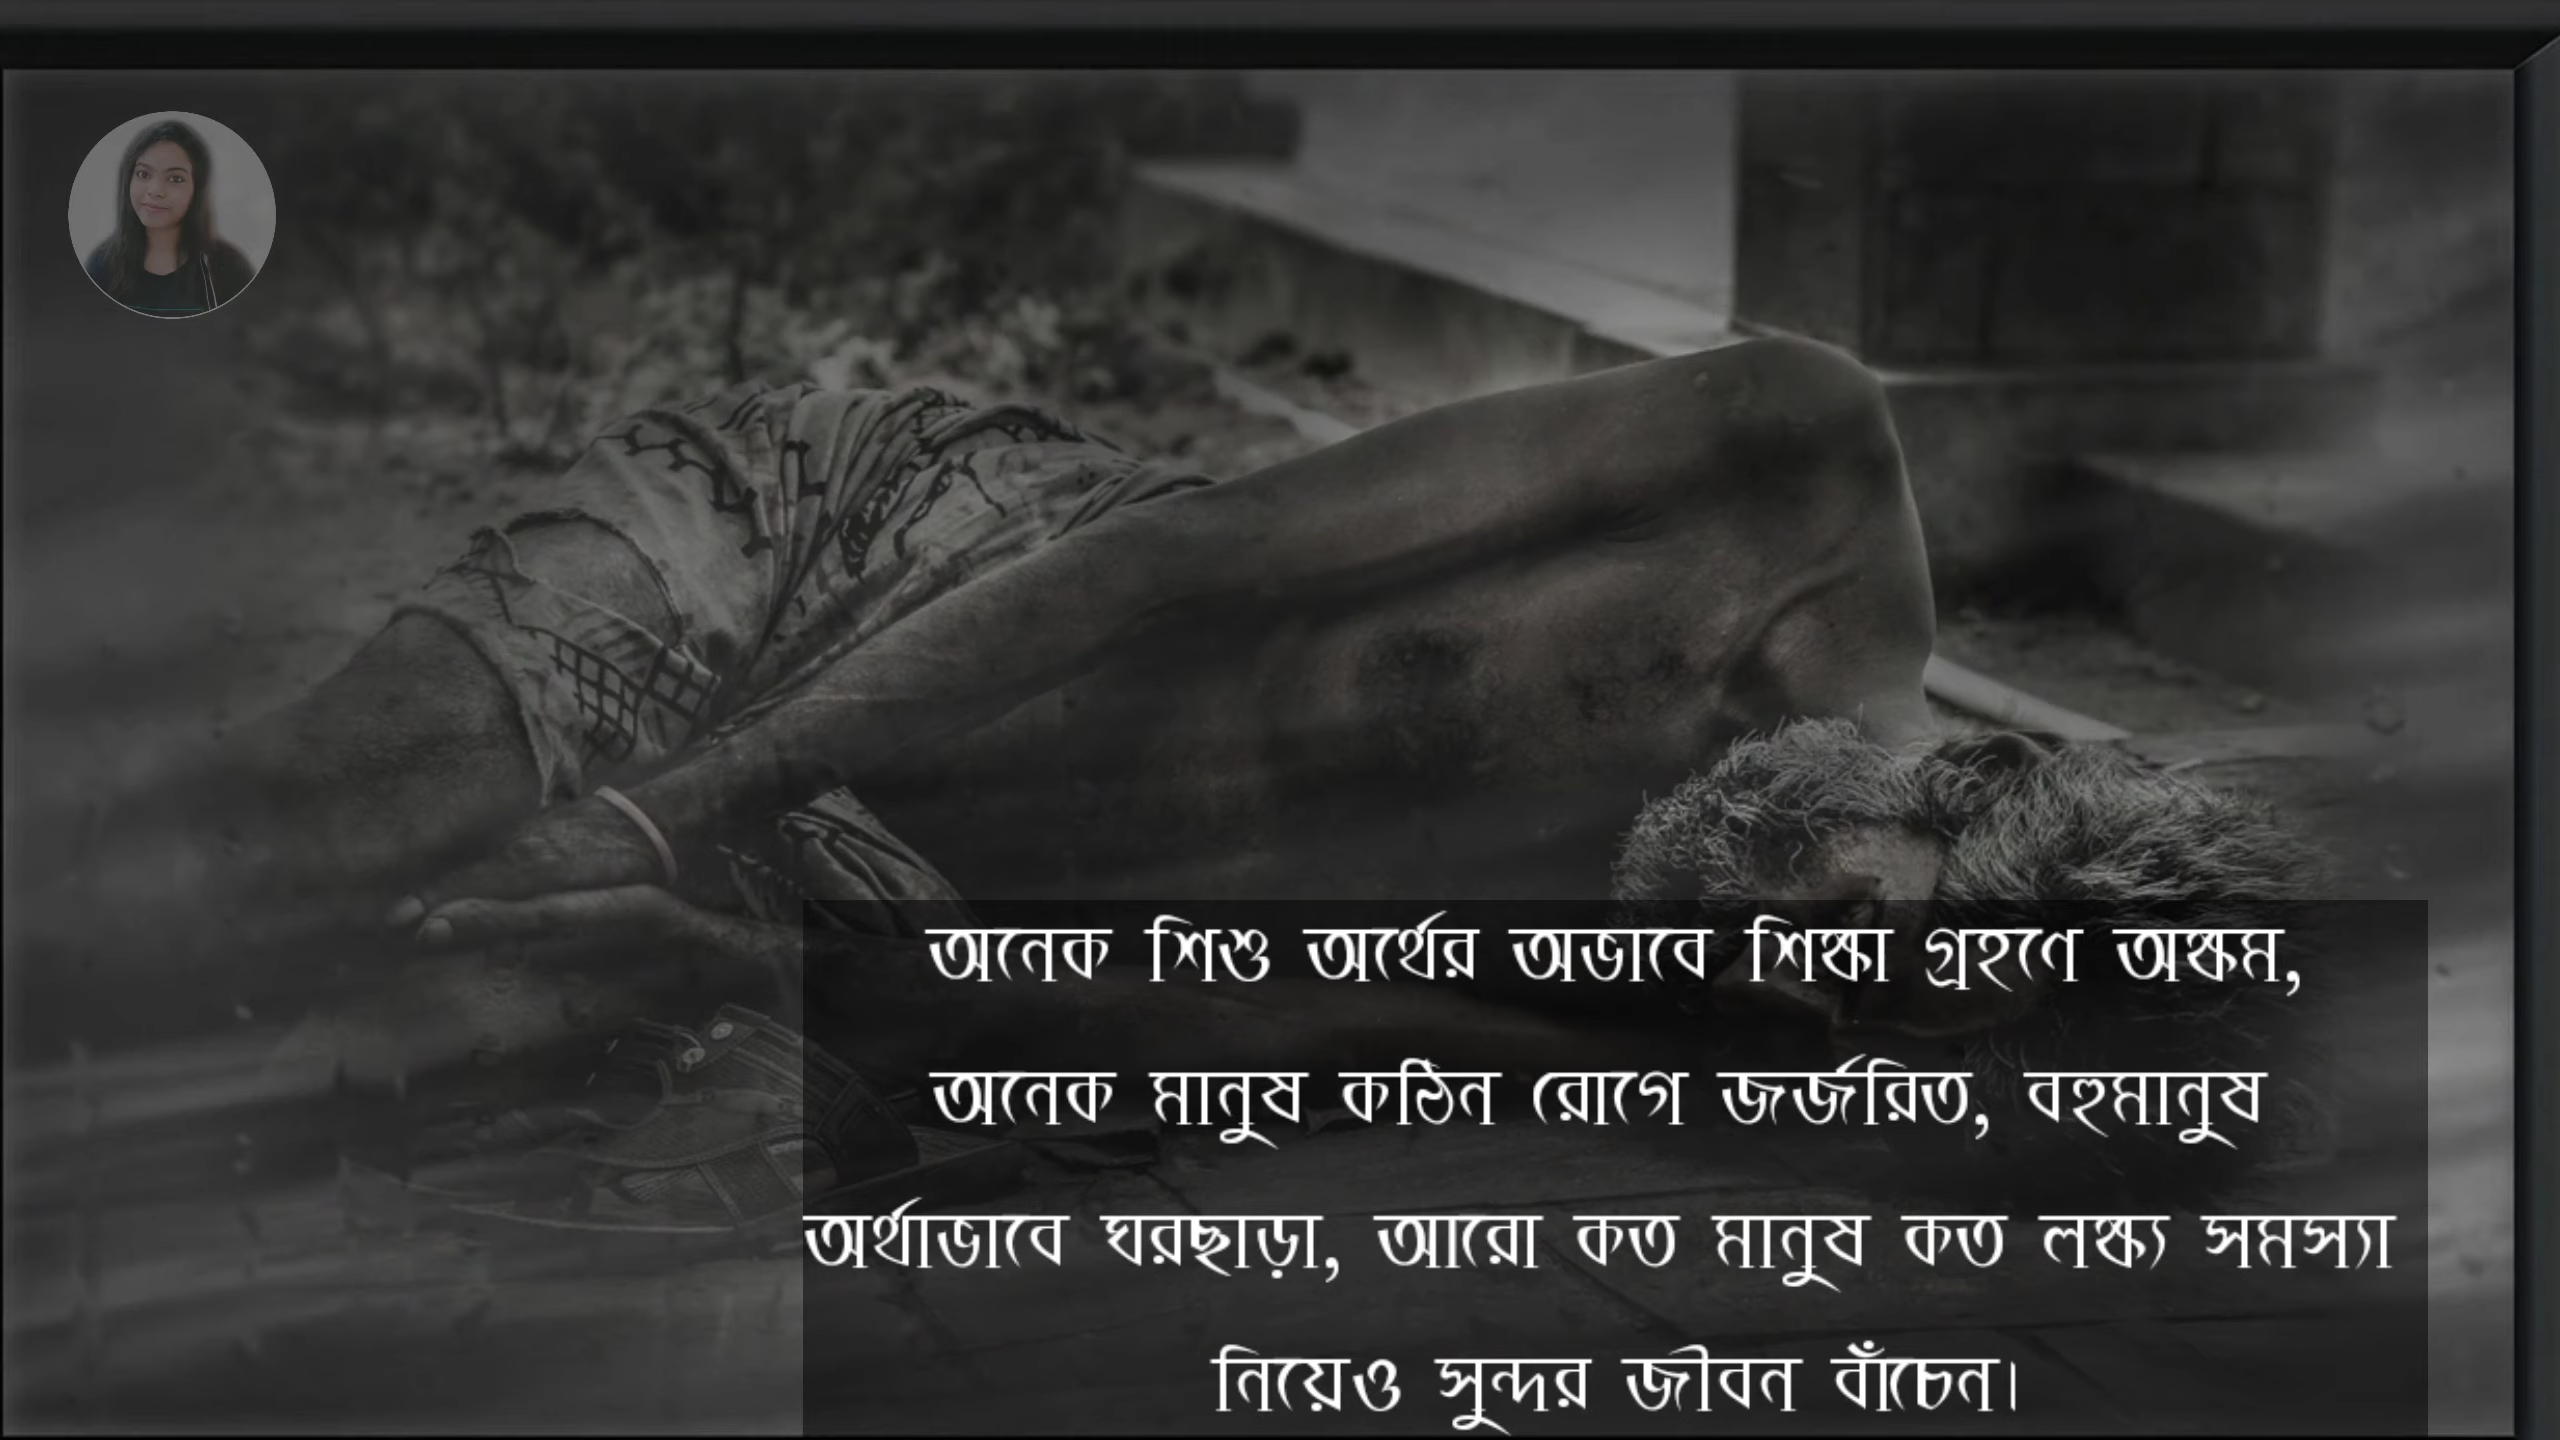 অনেক শিশু অর্থের অভাবে শিক্ষা গ্রহণে অক্ষম,
অনেক মানুষ কঠিন রোগে জর্জরিত, বহুমানুষ
অর্থাভাবে ঘরছাড়া, আরো কত মানুষ কত লক্ষ্য সমস্যা
নিয়েও সুন্দর জীবন বাঁচেন।